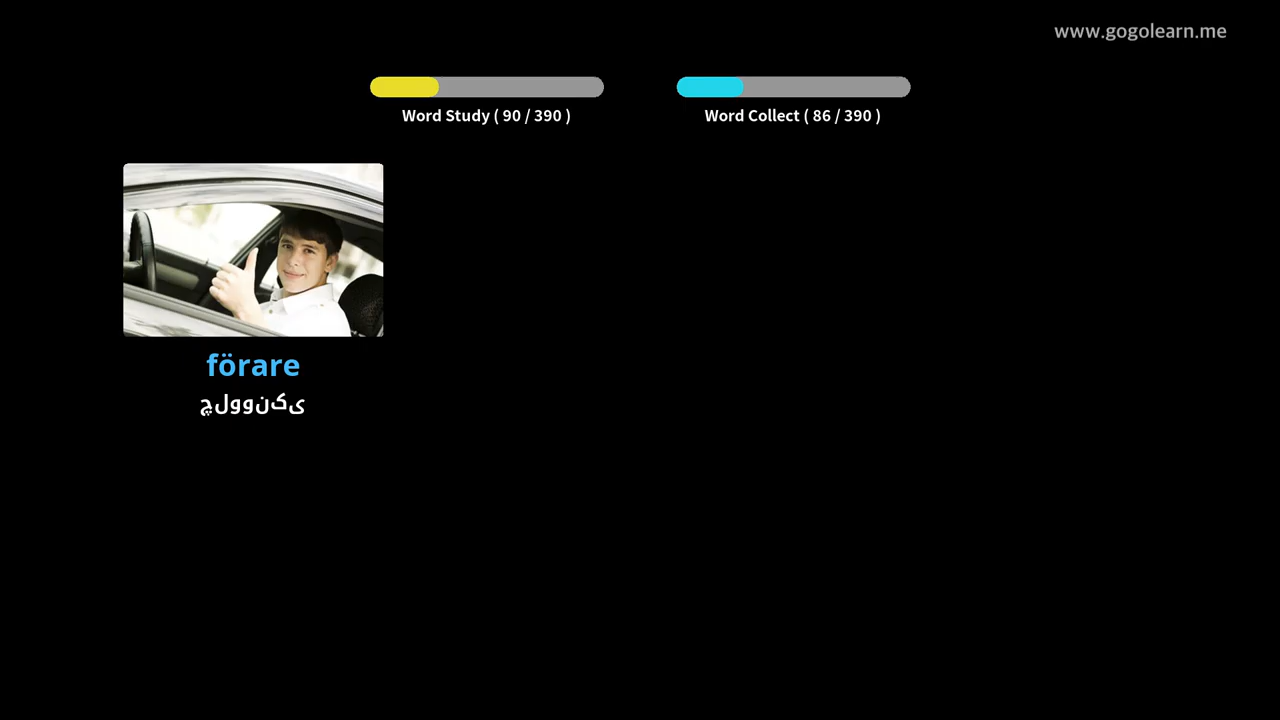 www.gogolearn.me
Word Study ( 90 / 390 )
Word Collect ( 86 / 390 )
förare
چلوونکی